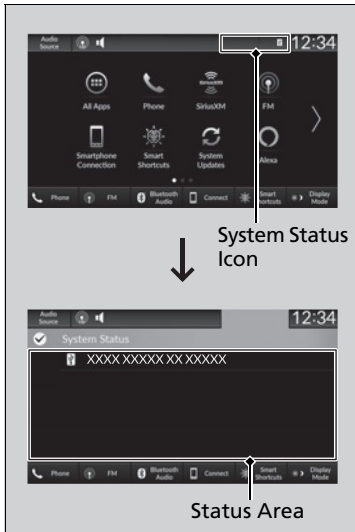 Audio Source 12:34
All Apps Phone SiriusXM FM
Smartphone Connection Smart Shortcuts System Updates Alexa
Phone FM Bluetooth Audio Connect Smart Shortcuts Display Mode
System Status
Icon
Audio Source 12:34
System Status
XXXX XXXXX XX XXXXX
Phone FM Bluetooth Audio Connect Smart Shortcuts Display Mode
Status Area